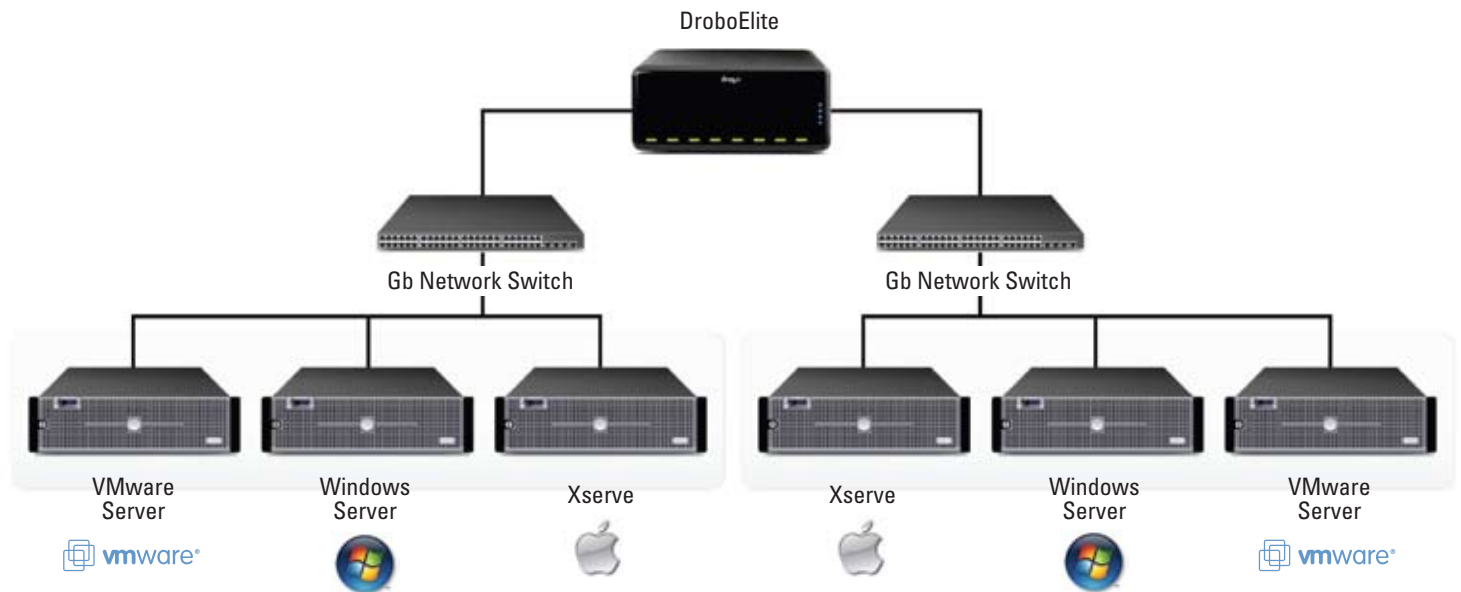 DroboElite
Gb Network Switch
Gb Network Switch
VMware
Server
Windows
Server
Xserve
Xserve
Windows
Server
VMware
Server
vmware®
vmware®